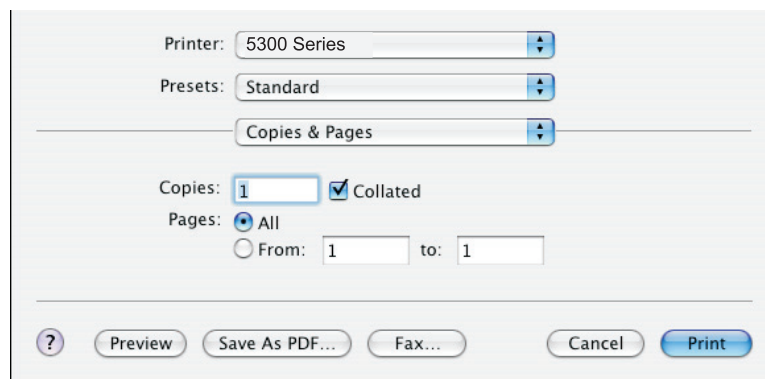 Printer: 5300 Series
Presets: Standard
Copies & Pages
Copies: 1 Collated
Pages: All
From: 1 to: 1
? Preview Save As PDF... Fax... Cancel Print